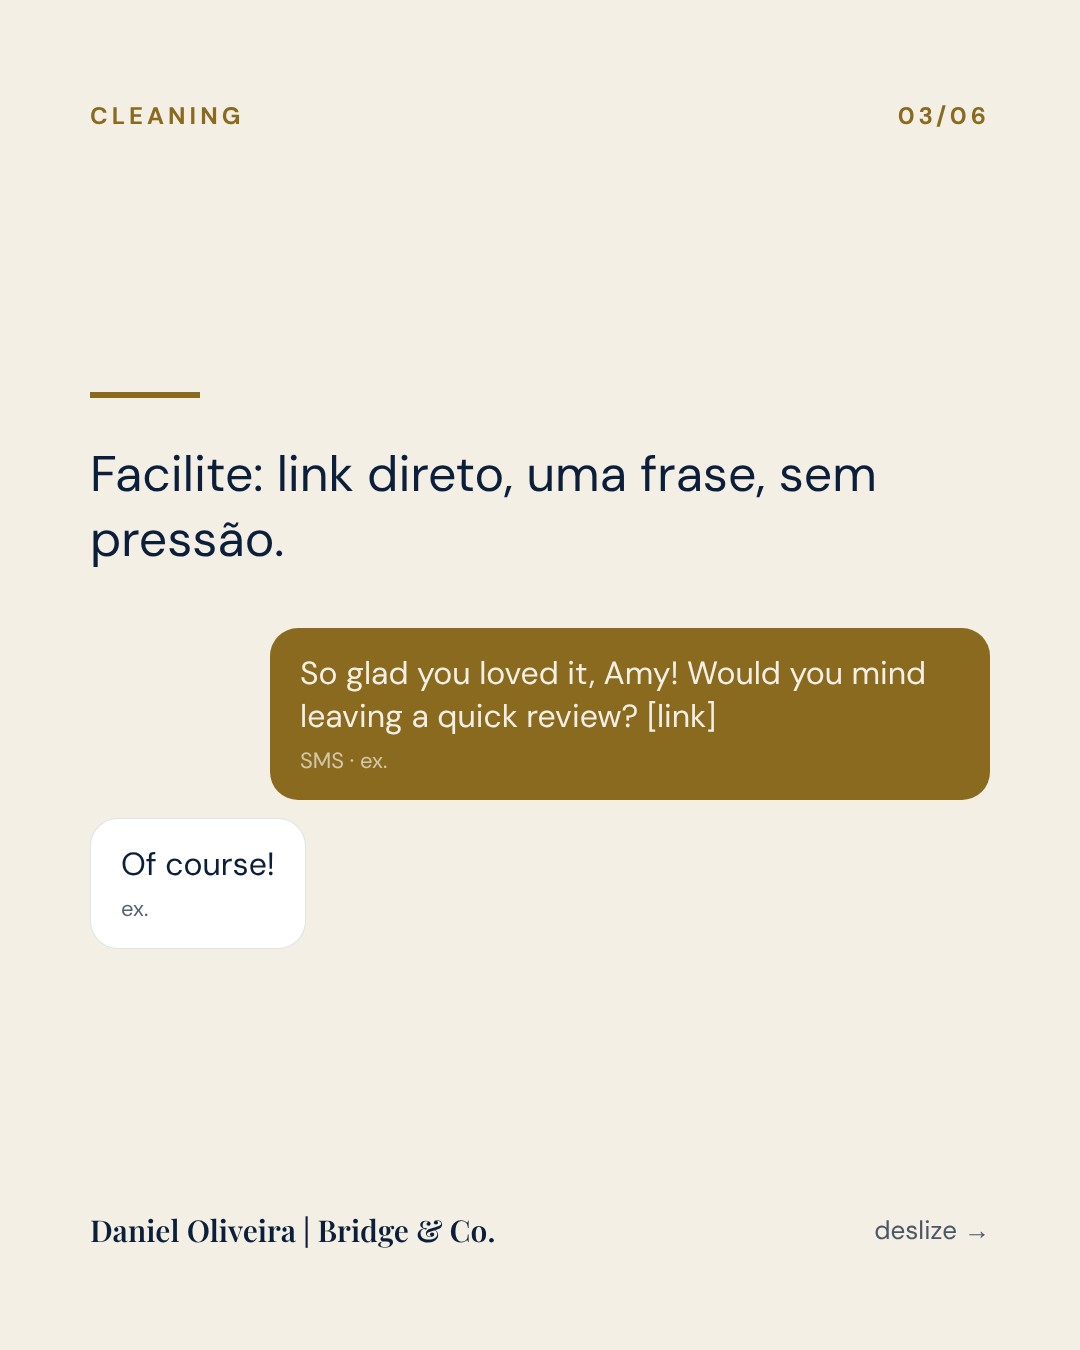 CLEANING 03/06
Facilite: link direto, uma frase, sem
pressão.
So glad you loved it, Amy! Would you mind
leaving a quick review? [link]
SMS · ex.
Of course!
ex.
Daniel Oliveira | Bridge & Co. deslize →